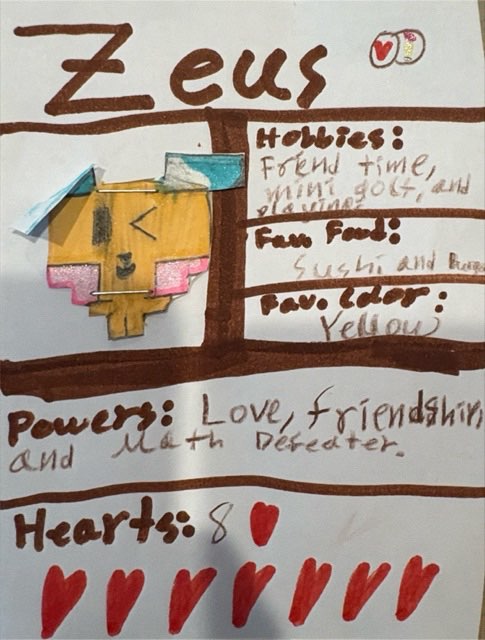 Zeus
Hobbies:
Friend time,
mini golf, and
playing
Fav. Food:
Sushi and
Fav. Color:
Yellow
Powers: Love, friendship,
and Math Defeater.
Hearts: 8